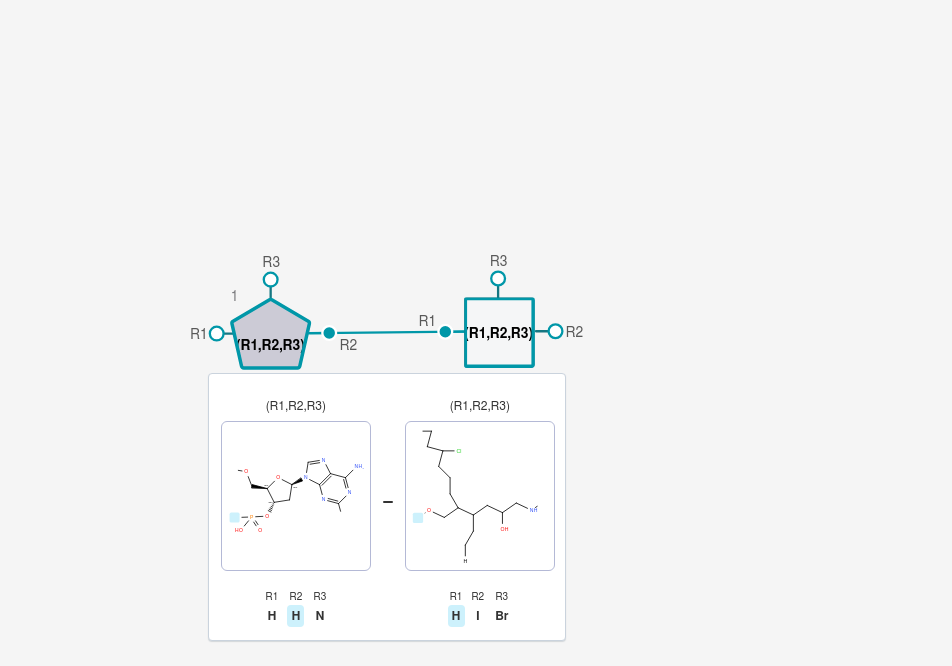 R3
R3
1
R1
(R1,R2,R3)
R2
R1
(R1,R2,R3)
R2
(R1,R2,R3)
(R1,R2,R3)
O
O
N
N
NH
N
N
O
P
HO
O
Cl
O
OH
H
R1 R2 R3
H H N
R1 R2 R3
H I Br